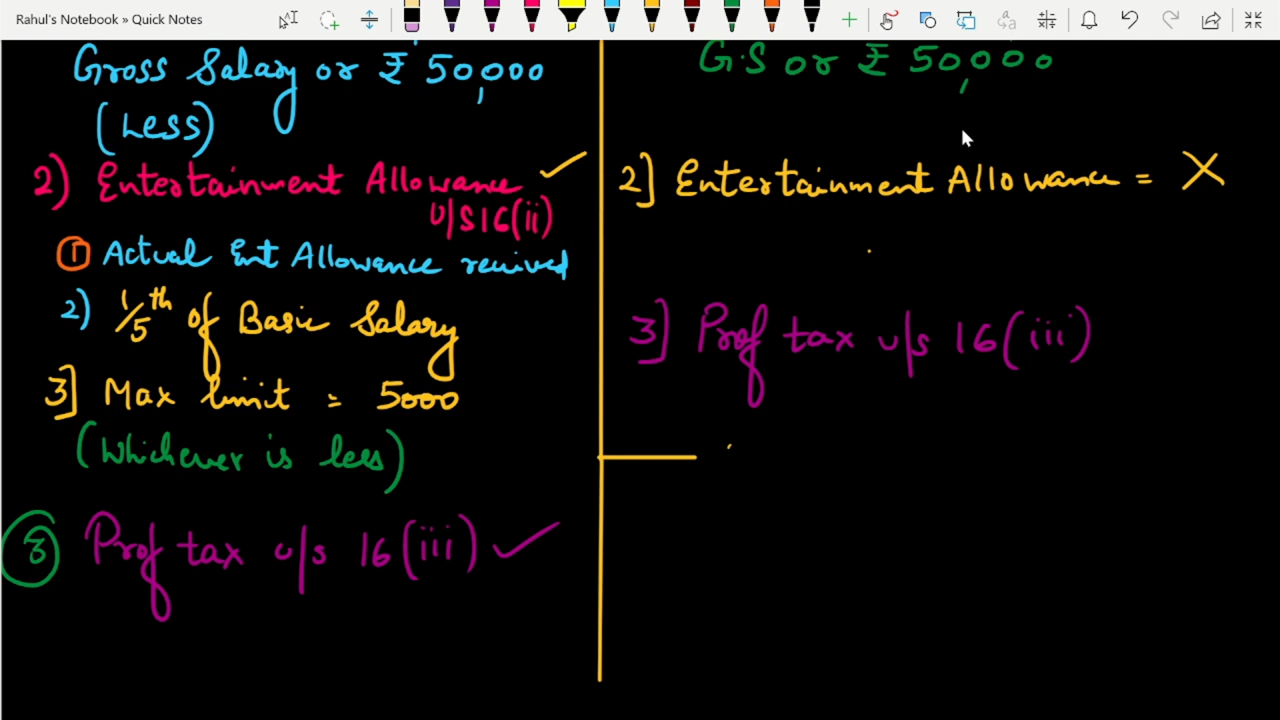 Rahul's Notebook » Quick Notes
Gross Salary or ₹ 50,000
(Less)
2) Entertainment Allowance
U/S16(ii)
① Actual Ent Allowance received
2) 1/5th of Basic Salary
3] Max limit = 5000
(Whichever is less)
Prof tax u/s 16(iii)
G.S or ₹ 50,000
2] Entertainment Allowance = X
3] Prof tax u/s 16(iii)